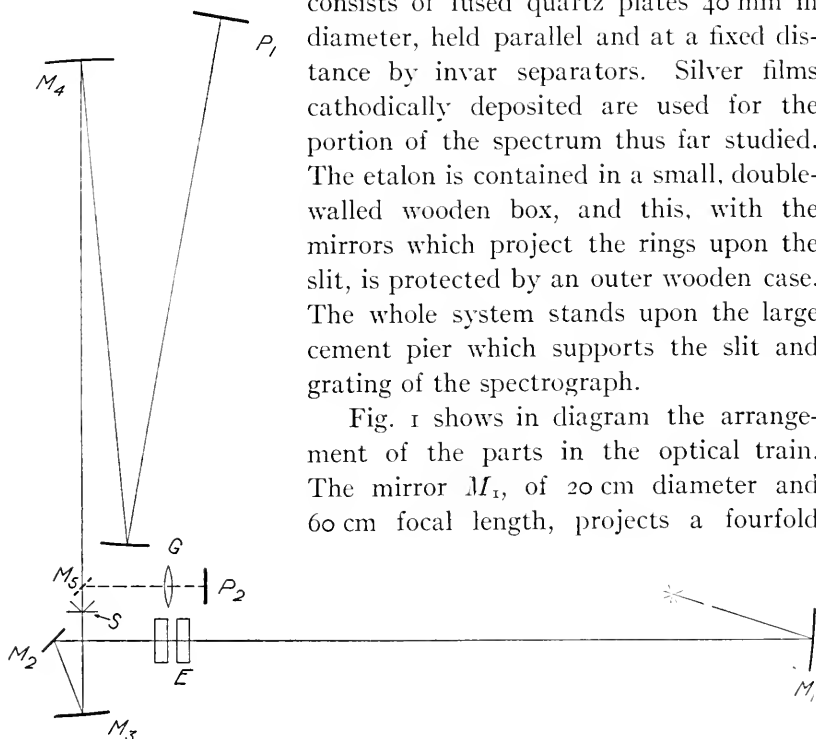 consists of fused quartz plates 40 mm in
diameter, held parallel and at a fixed dis-
tance by invar separators. Silver films
cathodically deposited are used for the
portion of the spectrum thus far studied.
The etalon is contained in a small, double-
walled wooden box, and this, with the
mirrors which project the rings upon the
slit, is protected by an outer wooden case.
The whole system stands upon the large
cement pier which supports the slit and
grating of the spectrograph.
Fig. 1 shows in diagram the arrange-
ment of the parts in the optical train.
The mirror M1, of 20 cm diameter and
60 cm focal length, projects a fourfold
P1
M4
G
M5
P2
S
M2
E
M3
M1